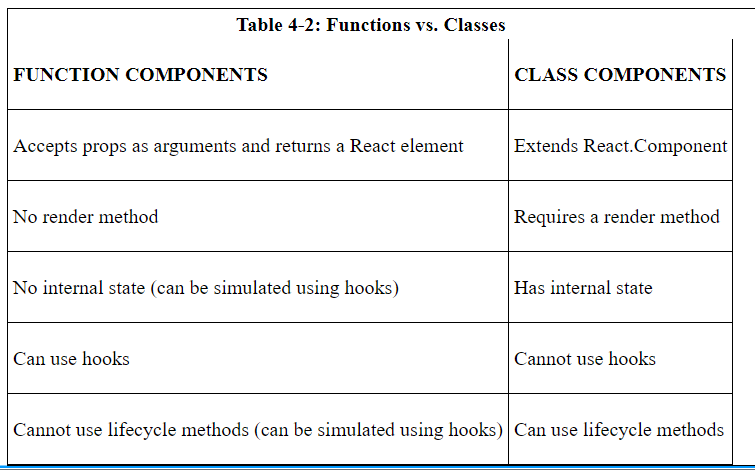 Table 4-2: Functions vs. Classes
FUNCTION COMPONENTS CLASS COMPONENTS
Accepts props as arguments and returns a React element Extends React.Component
No render method Requires a render method
No internal state (can be simulated using hooks) Has internal state
Can use hooks Cannot use hooks
Cannot use lifecycle methods (can be simulated using hooks) Can use lifecycle methods